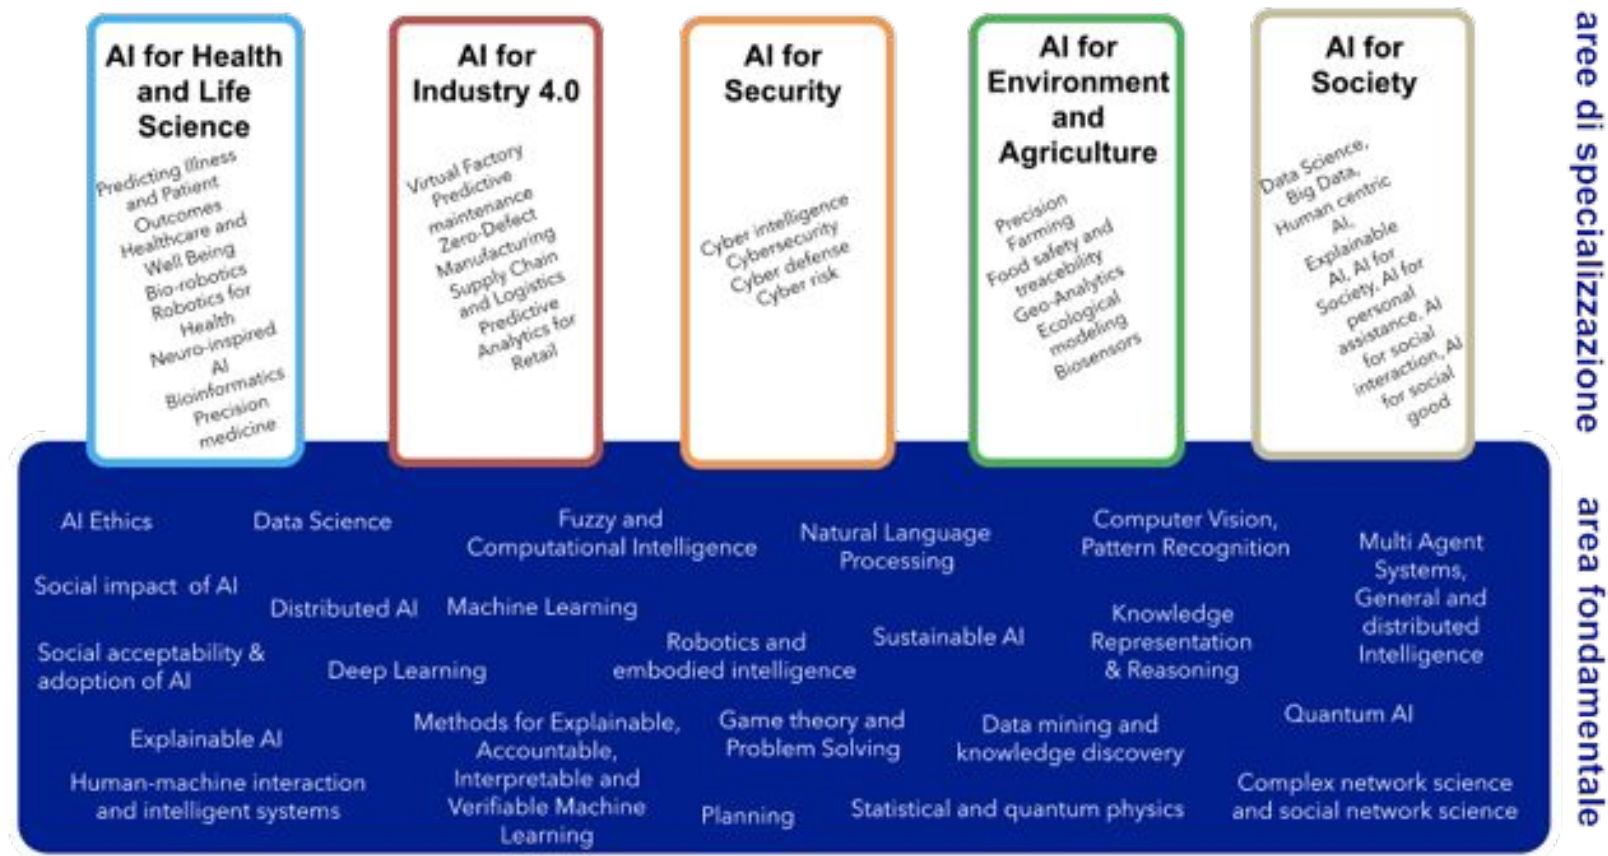 AI for Health
and Life
Science
Predicting Illness
and Patient
Outcomes
Healthcare and
Well Being
Bio-robotics
Robotics for
Health
Neuro-inspired
AI
Bioinformatics
Precision
medicine
AI for
Industry 4.0
Virtual Factory
Predictive
maintenance
Zero-Defect
Manufacturing
Supply Chain
and Logistics
Predictive
Analytics for
Retail
AI for
Security
Cyber intelligence
Cybersecurity
Cyber defense
Cyber risk
AI for
Environment
and
Agriculture
Precision
Farming
Food safety and
treacebility
Geo-Analytics
Ecological
modeling
Biosensors
AI for
Society
Data Science,
Big Data,
Human centric
AI,
Explainable
AI, AI for
Society, AI for
personal
assistance, AI
for social
interaction, AI
for social
good
aree di specializzazione
AI Ethics
Data Science
Fuzzy and
Computational Intelligence
Natural Language
Processing
Computer Vision,
Pattern Recognition
Multi Agent
Systems,
General and
distributed
Intelligence
Social impact of AI
Distributed AI
Machine Learning
Robotics and
embodied intelligence
Sustainable AI
Knowledge
Representation
& Reasoning
Social acceptability &
adoption of AI
Deep Learning
Explainable AI
Methods for Explainable,
Accountable,
Interpretable and
Verifiable Machine
Learning
Game theory and
Problem Solving
Data mining and
knowledge discovery
Quantum AI
Human-machine interaction
and intelligent systems
Planning
Statistical and quantum physics
Complex network science
and social network science
area fondamentale